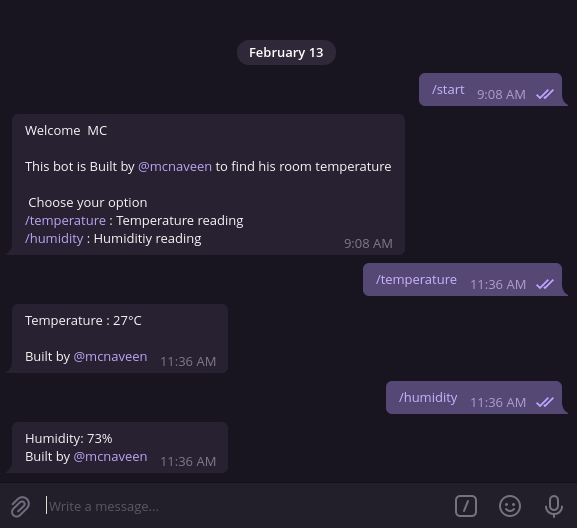 February 13
/start 9:08 AM
Welcome  MC
This bot is Built by @mcnaveen to find his room temperature
Choose your option
/temperature : Temperature reading
/humidity : Humiditiy reading
9:08 AM
/temperature 11:36 AM
Temperature : 27°C
Built by @mcnaveen 11:36 AM
/humidity 11:36 AM
Humidity: 73%
Built by @mcnaveen 11:36 AM
Write a message...